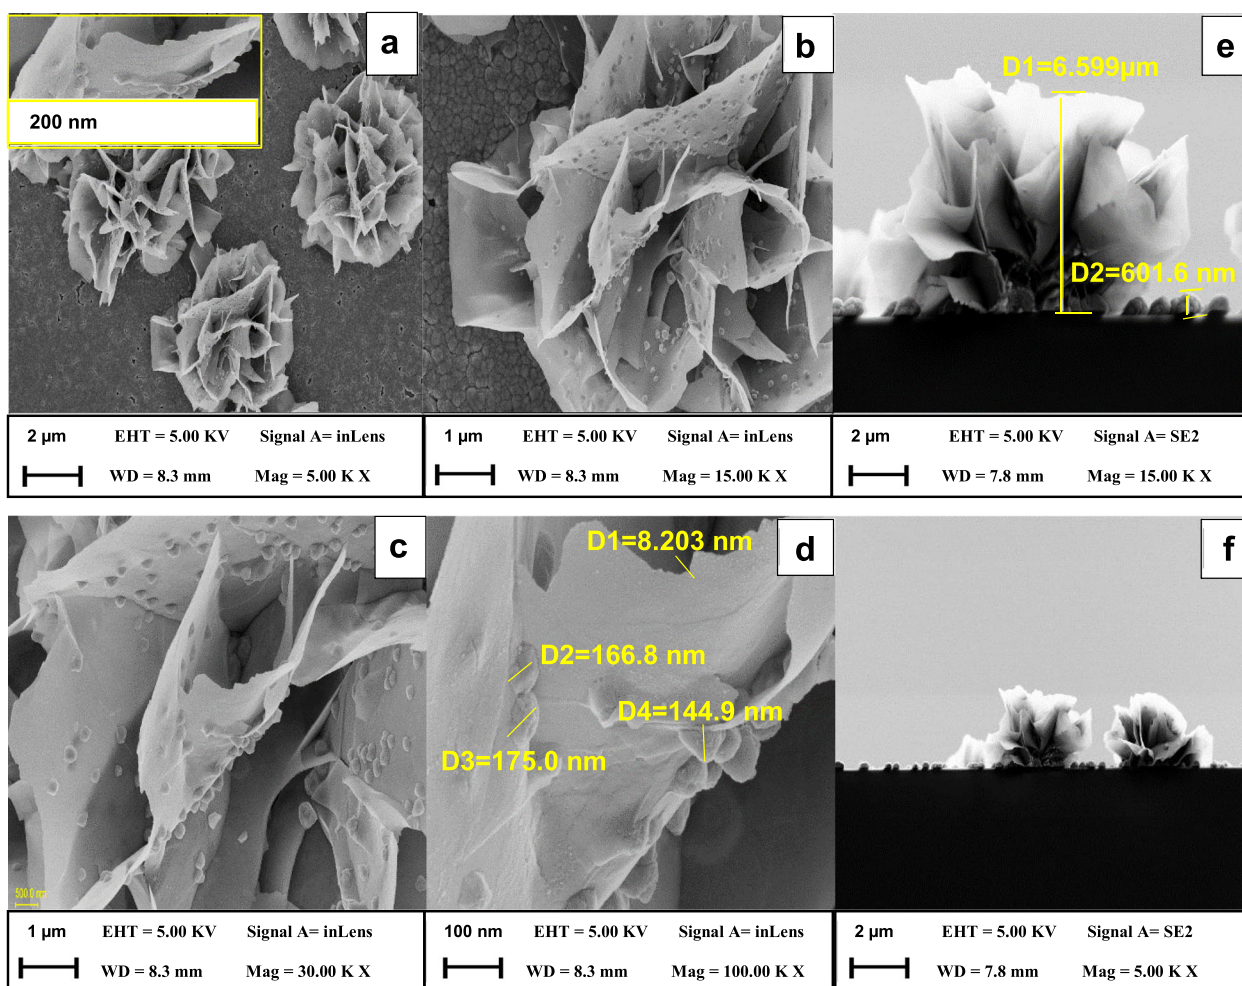 a
200 nm
2 µm EHT = 5.00 KV Signal A= inLens
WD = 8.3 mm Mag = 5.00 K X
b
1 µm EHT = 5.00 KV Signal A= inLens
WD = 8.3 mm Mag = 15.00 K X
e
D1=6.599µm
D2=601.6 nm
2 µm EHT = 5.00 KV Signal A= SE2
WD = 7.8 mm Mag = 15.00 K X
c
500.0 nm
1 µm EHT = 5.00 KV Signal A= inLens
WD = 8.3 mm Mag = 30.00 K X
d
D1=8.203 nm
D2=166.8 nm
D4=144.9 nm
D3=175.0 nm
100 nm EHT = 5.00 KV Signal A= inLens
WD = 8.3 mm Mag = 100.00 K X
f
2 µm EHT = 5.00 KV Signal A= SE2
WD = 7.8 mm Mag = 5.00 K X